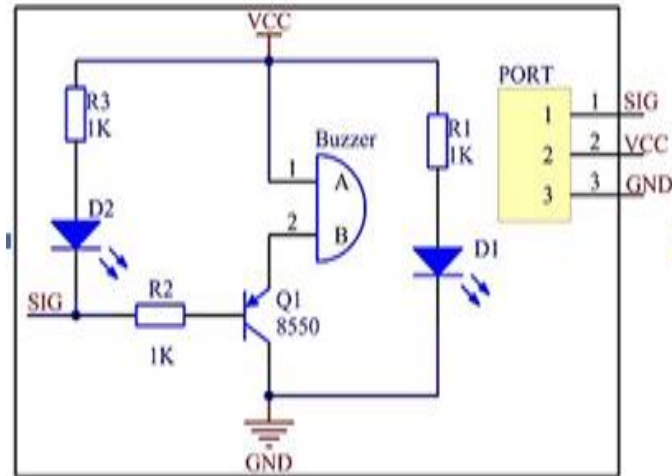 VCC
R3
1K
Buzzer
1
A
2
B
R1
1K
PORT
1 1 SIG
2 2 VCC
3 3 GND
D2
D1
SIG
R2
1K
Q1
8550
GND